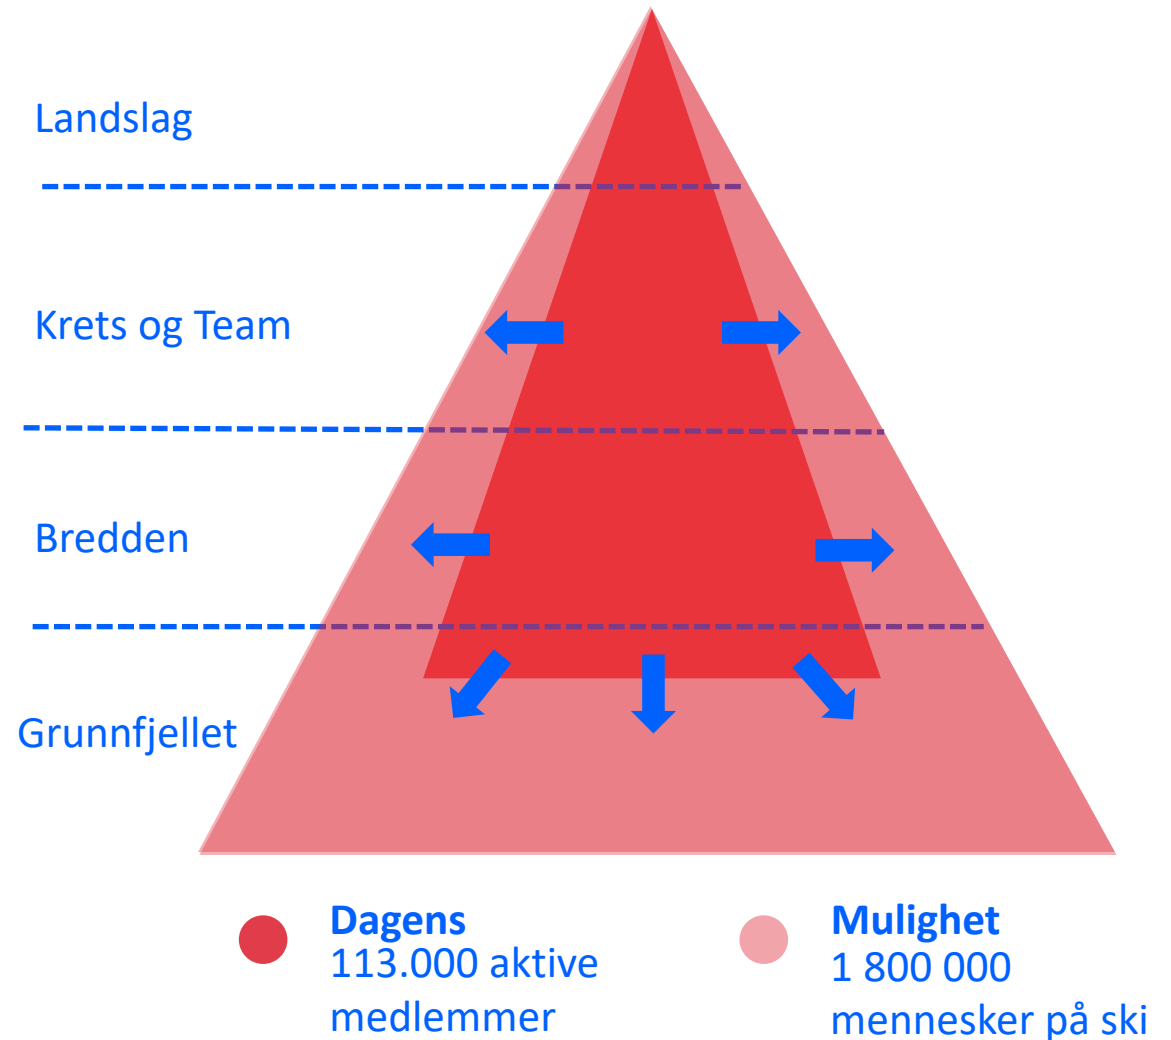 Landslag
Krets og Team
Bredden
Grunnfjellet
Dagens
113.000 aktive
medlemmer
Mulighet
1 800 000
mennesker på ski